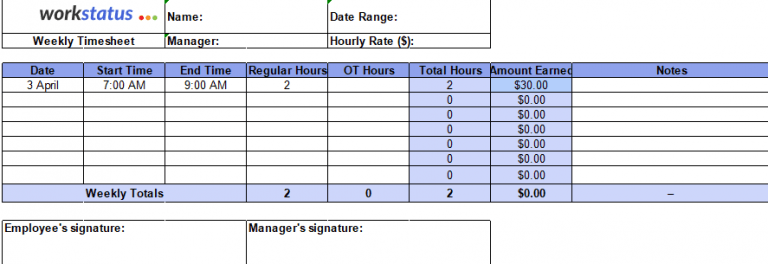 workstatus Name: Date Range:
Weekly Timesheet Manager: Hourly Rate ($):
Date Start Time End Time Regular Hours OT Hours Total Hours Amount Earned Notes
3 April 7:00 AM 9:00 AM 2 2 $30.00
0 $0.00
0 $0.00
0 $0.00
0 $0.00
0 $0.00
0 $0.00
Weekly Totals 2 0 2 $0.00 –
Employee's signature: Manager's signature: